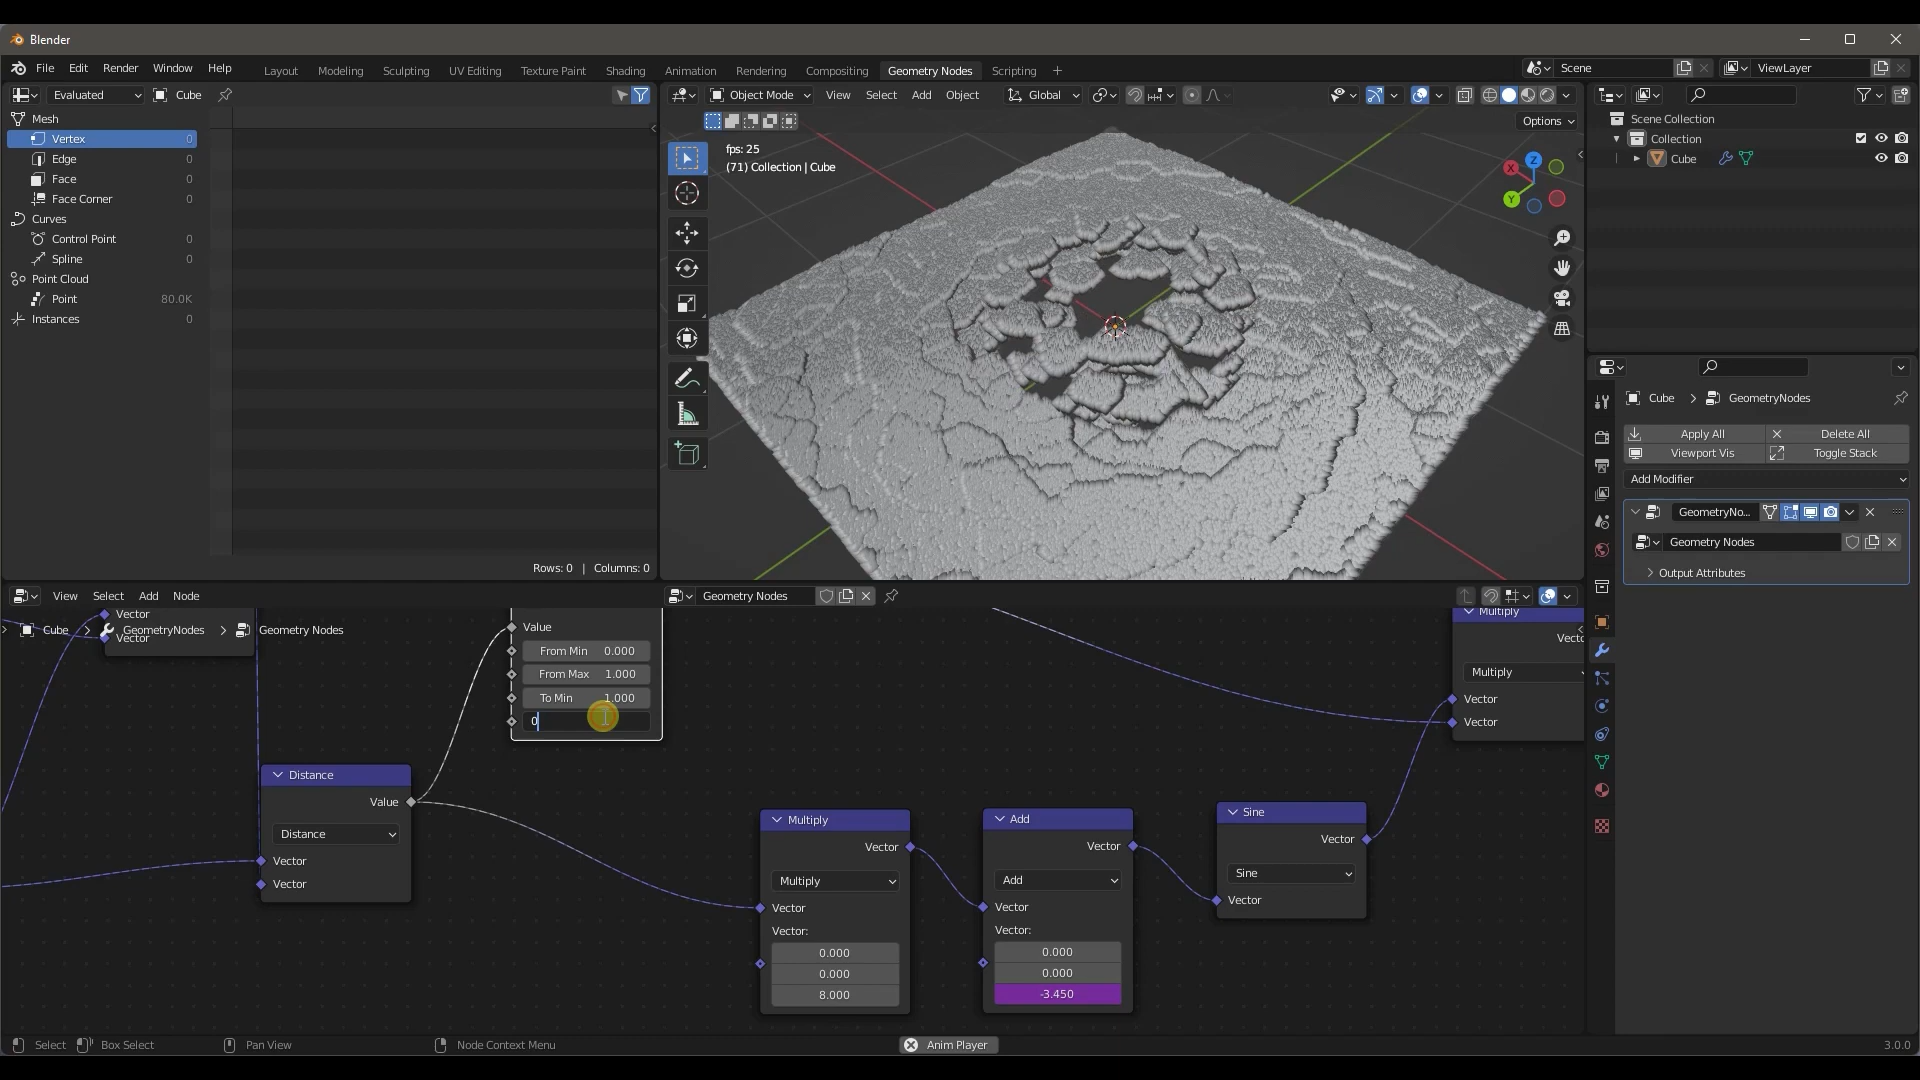 Blender
File Edit Render Window Help
Layout Modeling Sculpting UV Editing Texture Paint Shading Animation Rendering Compositing Geometry Nodes Scripting +
Scene ViewLayer
Evaluated Cube
Mesh
Vertex 0
Edge 0
Face 0
Face Corner 0
Curves
Control Point 0
Spline 0
Point Cloud
Point 80.0K
Instances 0
Rows: 0 | Columns: 0
Object Mode View Select Add Object Global
Options
fps: 25
(71) Collection | Cube
X
Y
Z
Scene Collection
Collection
Cube
Cube > GeometryNodes
Apply All Delete All
Viewport Vis Toggle Stack
Add Modifier
GeometryNo...
Geometry Nodes
Output Attributes
View Select Add Node Geometry Nodes
Vector
Cube > GeometryNodes > Geometry Nodes
Vector
Value
From Min 0.000
From Max 1.000
To Min 1.000
0
Distance
Value
Distance
Vector
Vector
Multiply
Vector
Multiply
Vector
Vector:
0.000
0.000
8.000
Add
Vector
Add
Vector
Vector:
0.000
0.000
-3.450
Sine
Vector
Sine
Vector
Multiply
Vectc
Multiply
Vector
Vector
Select Box Select Pan View Node Context Menu Anim Player 3.0.0